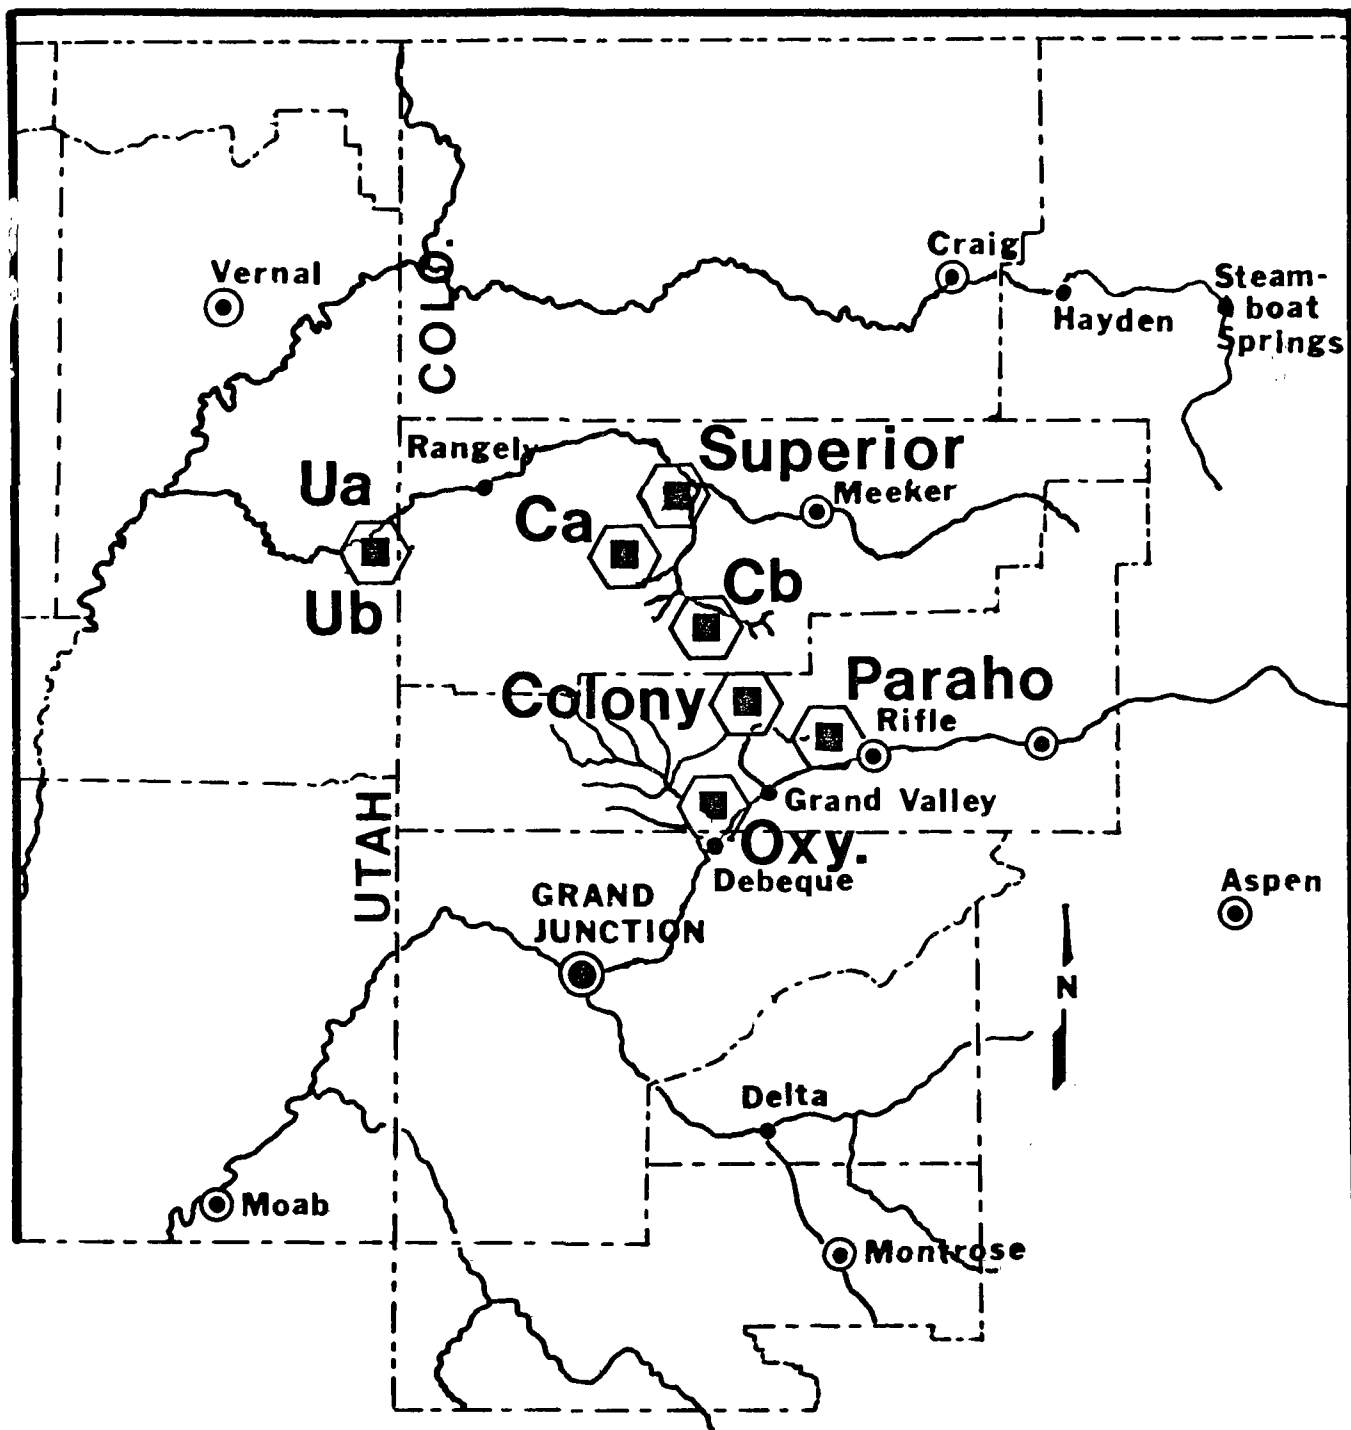 Craig
Vernal
Steam-
boat
Springs
COLO.
Hayden
Rangely
Superior
Ua
Meeker
Ca
Cb
Ub
Colony
Paraho
Rifle
Grand Valley
UTAH
Oxy.
Debeque
GRAND
JUNCTION
Aspen
N
Delta
Moab
Montrose